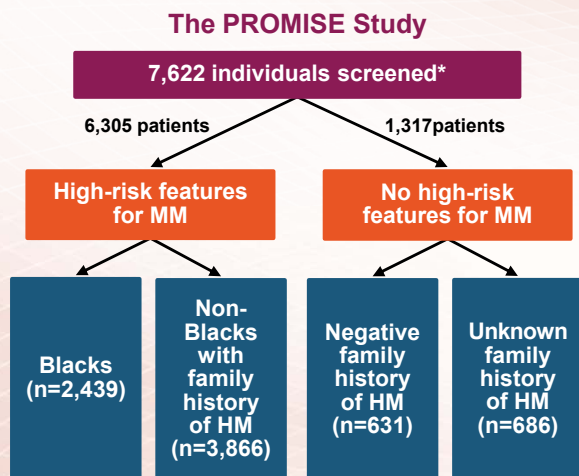 The PROMISE Study
7,622 individuals screened*
6,305 patients
1,317patients
High-risk features
for MM
No high-risk
features for MM
Blacks
(n=2,439)
Non-
Blacks
with
family
history
of HM
(n=3,866)
Negative
family
history
of HM
(n=631)
Unknown
family
history
of HM
(n=686)